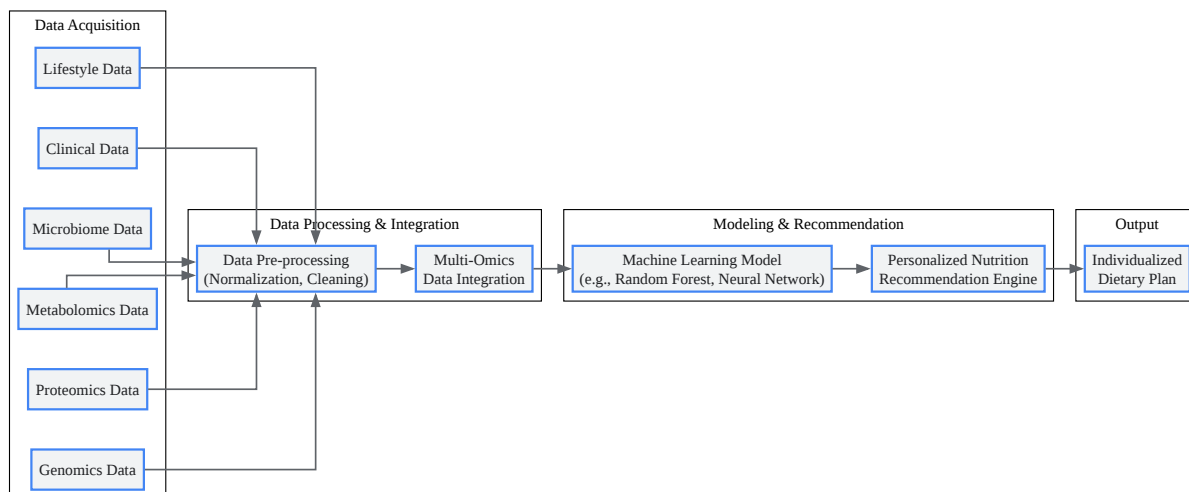 Data Acquisition
Lifestyle Data
Clinical Data
Microbiome Data
Metabolomics Data
Proteomics Data
Genomics Data
Data Processing & Integration
Data Pre-processing
(Normalization, Cleaning)
Multi-Omics
Data Integration
Modeling & Recommendation
Machine Learning Model
(e.g., Random Forest, Neural Network)
Personalized Nutrition
Recommendation Engine
Output
Individualized
Dietary Plan